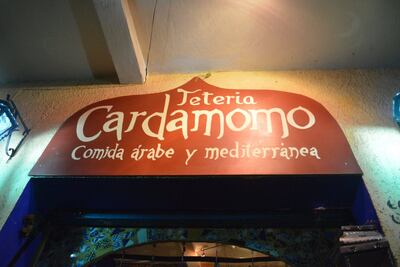 Tetería
Cardamomo
Comida árabe y mediterránea